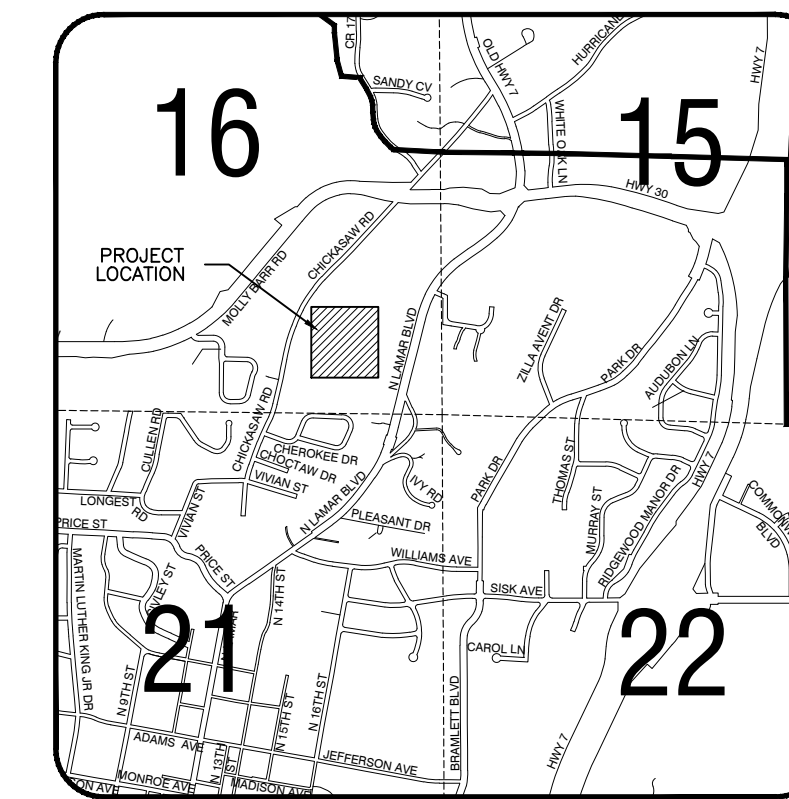 CR 17
OLD HWY 7
HURRICANE
HWY 7
SANDY CV
16
WHITE OAK LN
15
HWY 30
PROJECT
LOCATION
MOLLY BARR RD
CHICKASAW RD
N LAMAR BLVD
ZILLA AVENT DR
PARK DR
AUDUBON LN
CULLEN RD
CHICKASAW RD
CHEROKEE DR
CHOCTAW DR
VIVIAN ST
IVY RD
PARK DR
THOMAS ST
HWY 7
LONGEST
RD
VIVIAN ST
N LAMAR BLVD
PLEASANT DR
MURRAY ST
RIDGEWOOD MANOR DR
BLVD
PRICE ST
PRICE ST
WILLIAMS AVE
SISK AVE
MARTIN LUTHER KING JR DR
N 14TH ST
21
22
CAROL LN
N 9TH ST
N 15TH ST
N 16TH ST
BRAMLETT BLVD
HWY 7
ADAMS AVE
N 13TH
ST
JEFFERSON AVE
MONROE AVE
MADISON AVE